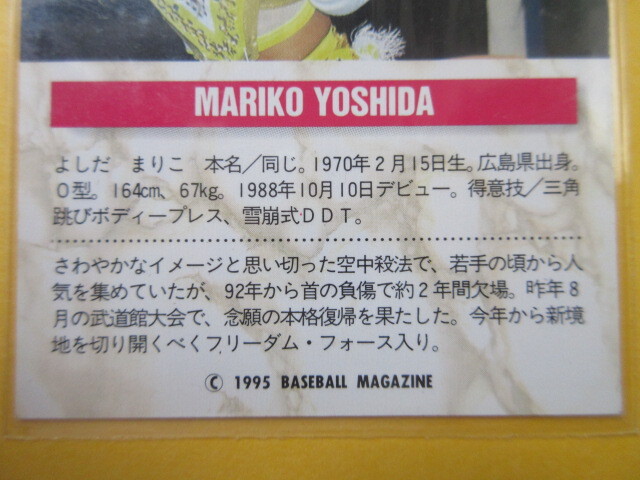 MARIKO YOSHIDA
よしだ まりこ 本名／同じ。1970年2月15日生。広島県出身。
O型。164cm、67kg。1988年10月10日デビュー。得意技／三角
跳びボディープレス、雪崩式DDT。
さわやかなイメージと思い切った空中殺法で、若手の頃から人
気を集めていたが、92年から首の負傷で約2年間欠場。昨年8
月の武道館大会で、念願の本格復帰を果たした。今年から新境
地を切り開くべくフリーダム・フォース入り。
© 1995 BASEBALL MAGAZINE